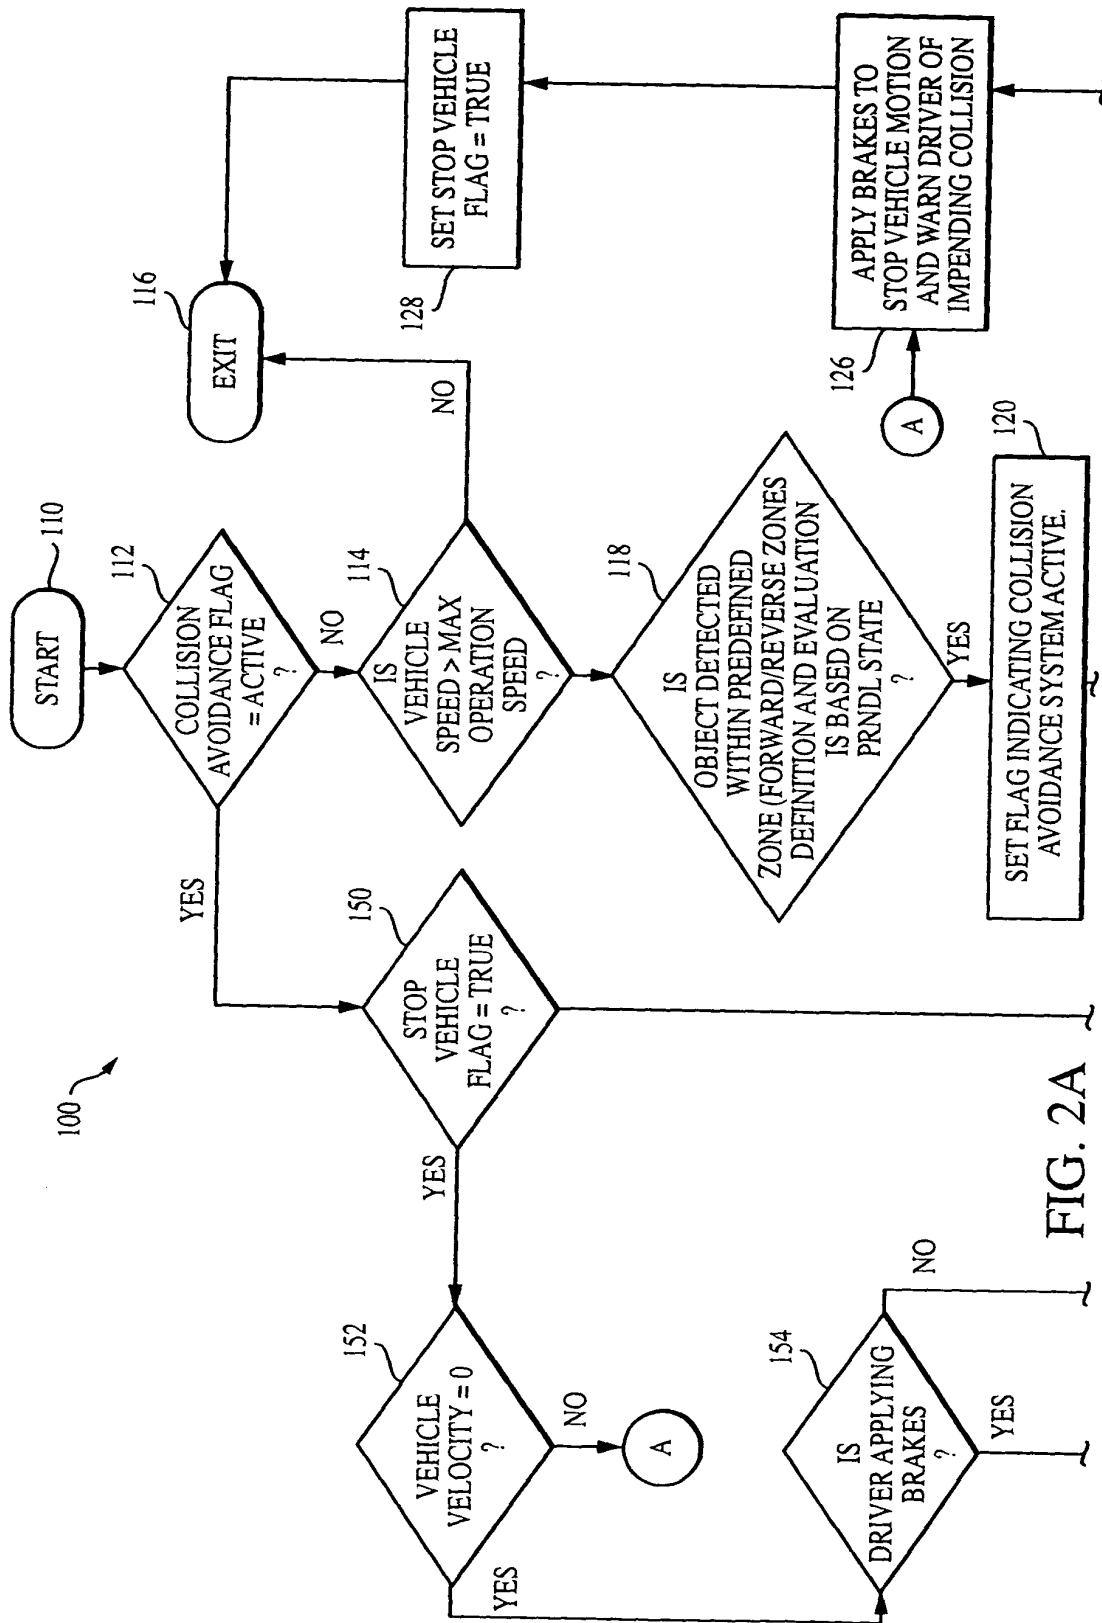 100
START
110
COLLISION
AVOIDANCE FLAG
= ACTIVE
?
112
YES
NO
STOP
VEHICLE
FLAG = TRUE
?
150
YES
VEHICLE
VELOCITY = 0
?
152
YES
NO
A
IS
DRIVER APPLYING
BRAKES
?
154
YES
NO
IS
VEHICLE
SPEED > MAX
OPERATION
SPEED
?
114
NO
EXIT
116
IS
OBJECT DETECTED
WITHIN PREDEFINED
ZONE (FORWARD/REVERSE ZONES
DEFINITION AND EVALUATION
IS BASED ON
PRNDL STATE
?
118
YES
SET FLAG INDICATING COLLISION
AVOIDANCE SYSTEM ACTIVE.
120
SET STOP VEHICLE
FLAG = TRUE
128
A
APPLY BRAKES TO
STOP VEHICLE MOTION
AND WARN DRIVER OF
IMPENDING COLLISION
126
FIG. 2A